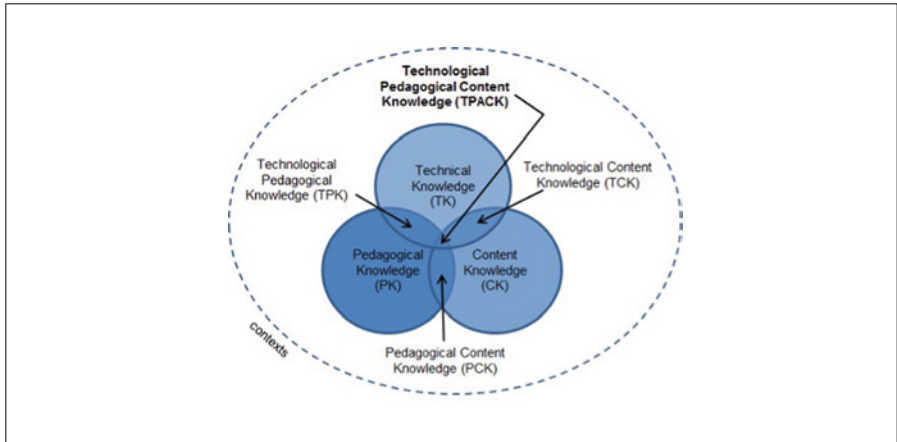 Technological
Pedagogical Content
Knowledge (TPACK)
Technological
Pedagogical
Knowledge (TPK)
Technical
Knowledge
(TK)
Technological Content
Knowledge (TCK)
Pedagogical
Knowledge
(PK)
Content
Knowledge
(CK)
contexts
Pedagogical Content
Knowledge (PCK)